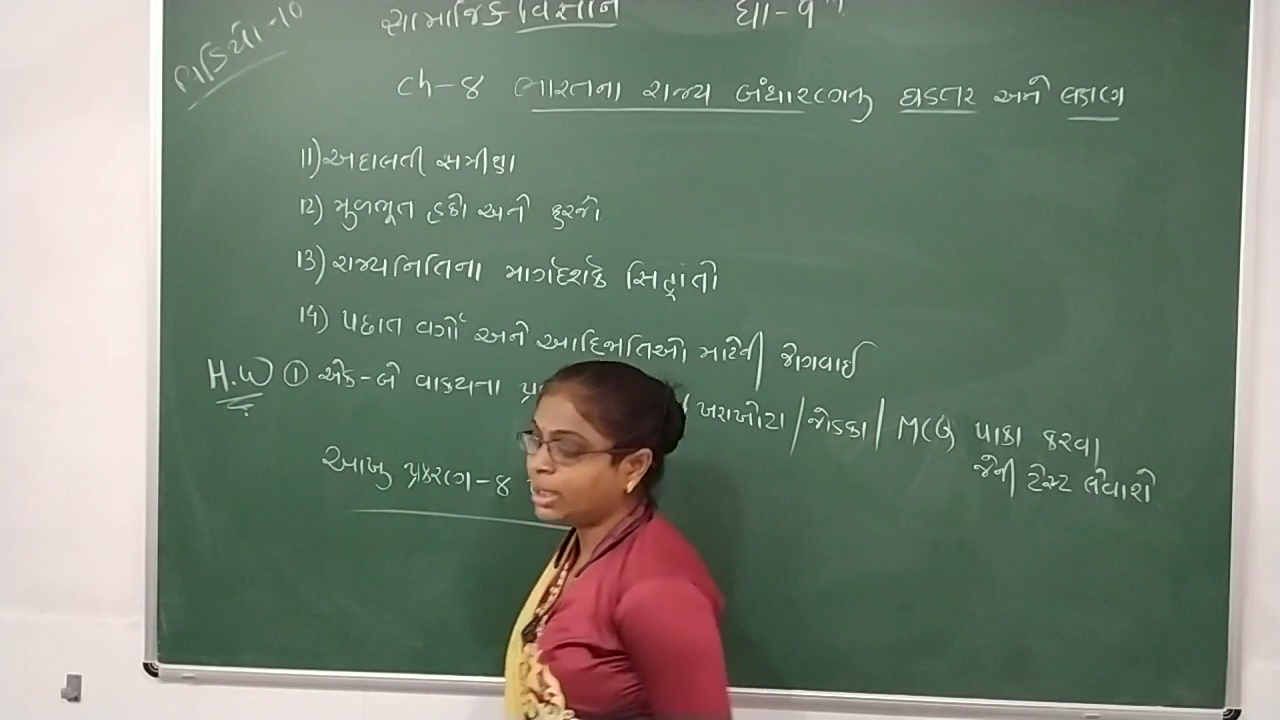 વિડિયો-10
સામાજિક વિજ્ઞાન ધો-9
ch-8 ભારતના રાજ્ય બંધારણનુ ઘડતર અને લક્ષણ
11) અદાલતી સમીક્ષા
12) મુળભૂત હકો અને ફરજો
13) રાજ્યનિતિના માર્ગદર્શક સિદ્ધાંતો
14) પછાત વર્ગો અને આદિજાતિઓ માટેની જોગવાઈ
H.W ① એક-બે વાક્યના / ખરાખોટા / જોડકા / MCQ પાકા કરવા
જેની ટેસ્ટ લેવાશે
આખુ પ્રકરણ-8